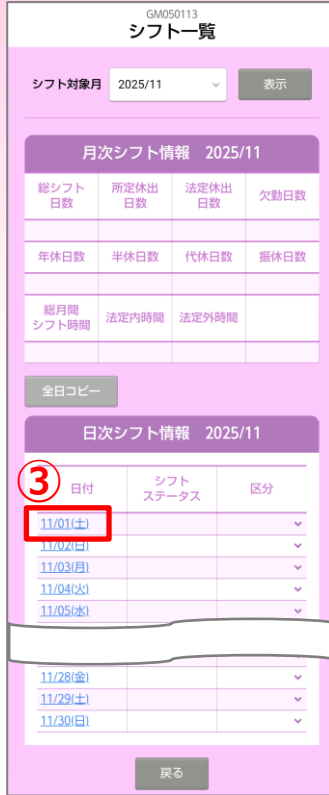 GM050113
シフト一覧
シフト対象月 2025/11 表示
月次シフト情報 2025/11
総シフト日数 所定休出日数 法定休出日数 欠勤日数
年休日数 半休日数 代休日数 振休日数
総月間シフト時間 法定内時間 法定外時間
全日コピー
日次シフト情報 2025/11
③
日付 シフトステータス 区分
11/01(土)
11/02(日)
11/03(月)
11/04(火)
11/05(水)
11/28(金)
11/29(土)
11/30(日)
戻る